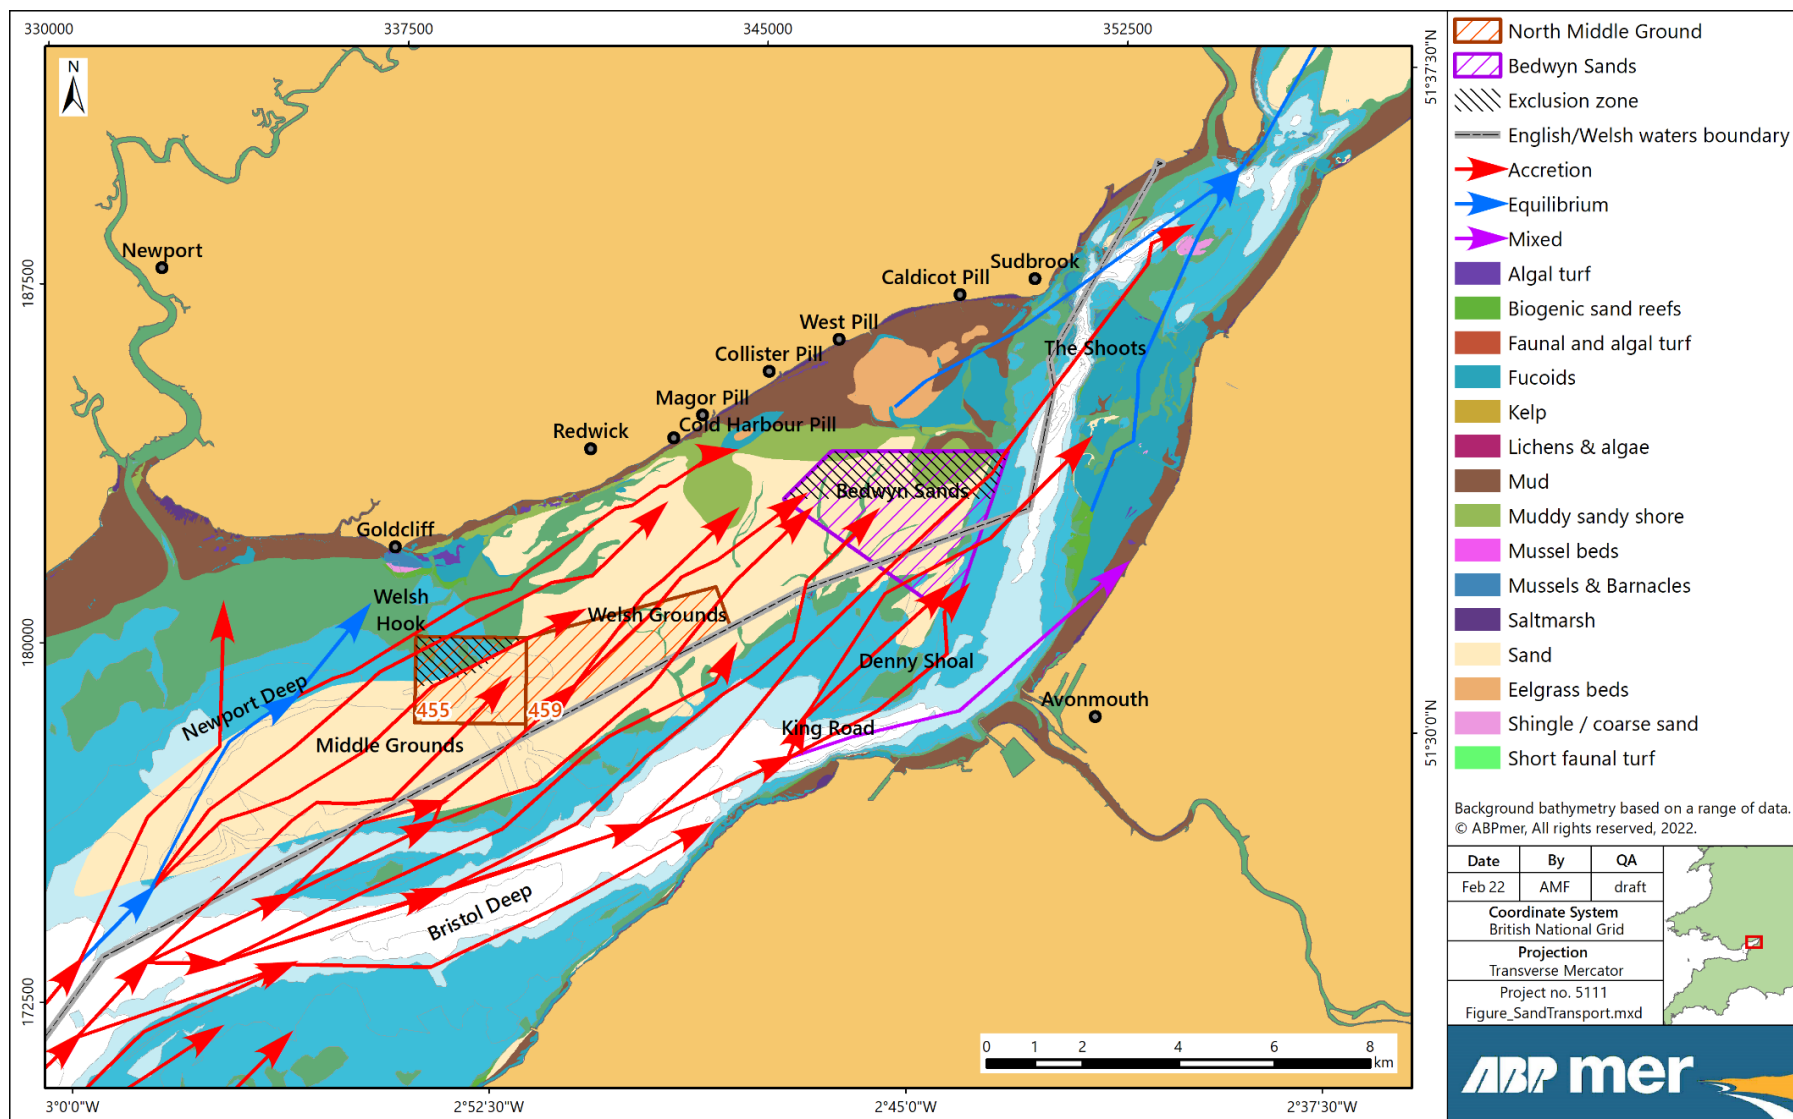 330000
337500
345000
352500
N
51°37'30"N
187500
Newport
Sudbrook
Caldicot Pill
West Pill
Collister Pill
The Shoots
Magor Pill
Cold Harbour Pill
Redwick
Bedwyn Sands
Goldcliff
Welsh
Hook
Welsh Grounds
180000
Denny Shoal
Newport Deep
455
459
Avonmouth
King Road
Middle Grounds
51°30'0"N
Bristol Deep
172500
0 1 2 4 6 8
km
3°0'0"W
2°52'30"W
2°45'0"W
2°37'30"W
North Middle Ground
Bedwyn Sands
Exclusion zone
English/Welsh waters boundary
Accretion
Equilibrium
Mixed
Algal turf
Biogenic sand reefs
Faunal and algal turf
Fucoids
Kelp
Lichens & algae
Mud
Muddy sandy shore
Mussel beds
Mussels & Barnacles
Saltmarsh
Sand
Eelgrass beds
Shingle / coarse sand
Short faunal turf
Background bathymetry based on a range of data.
© ABPmer, All rights reserved, 2022.
Date By QA
Feb 22 AMF draft
Coordinate System
British National Grid
Projection
Transverse Mercator
Project no. 5111
Figure_SandTransport.mxd
ABPmer